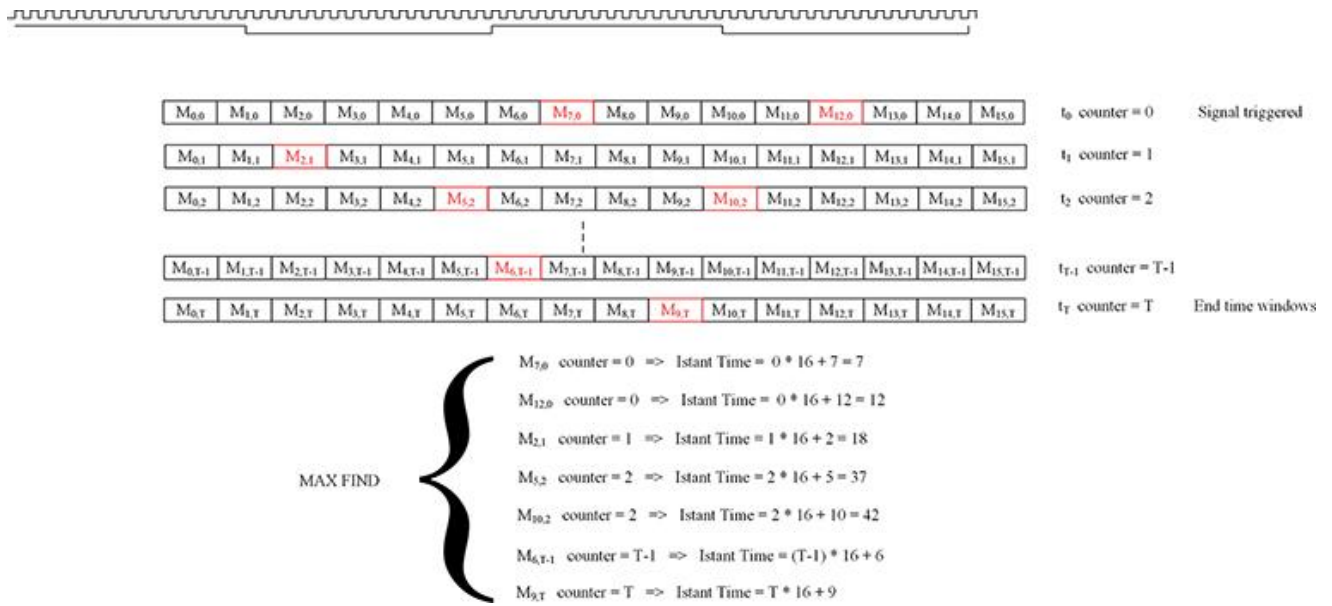 M0,0 M1,0 M2,0 M3,0 M4,0 M5,0 M6,0 M7,0 M8,0 M9,0 M10,0 M11,0 M12,0 M13,0 M14,0 M15,0 t0 counter = 0 Signal triggered
M0,1 M1,1 M2,1 M3,1 M4,1 M5,1 M6,1 M7,1 M8,1 M9,1 M10,1 M11,1 M12,1 M13,1 M14,1 M15,1 t1 counter = 1
M0,2 M1,2 M2,2 M3,2 M4,2 M5,2 M6,2 M7,2 M8,2 M9,2 M10,2 M11,2 M12,2 M13,2 M14,2 M15,2 t2 counter = 2
M0,T-1 M1,T-1 M2,T-1 M3,T-1 M4,T-1 M5,T-1 M6,T-1 M7,T-1 M8,T-1 M9,T-1 M10,T-1 M11,T-1 M12,T-1 M13,T-1 M14,T-1 M15,T-1 tT-1 counter = T-1
M0,T M1,T M2,T M3,T M4,T M5,T M6,T M7,T M8,T M9,T M10,T M11,T M12,T M13,T M14,T M15,T tT counter = T End time windows
MAX FIND
M7,0 counter = 0 => Istant Time = 0 * 16 + 7 = 7
M12,0 counter = 0 => Istant Time = 0 * 16 + 12 = 12
M2,1 counter = 1 => Istant Time = 1 * 16 + 2 = 18
M5,2 counter = 2 => Istant Time = 2 * 16 + 5 = 37
M10,2 counter = 2 => Istant Time = 2 * 16 + 10 = 42
M6,T-1 counter = T-1 => Istant Time = (T-1) * 16 + 6
M9,T counter = T => Istant Time = T * 16 + 9